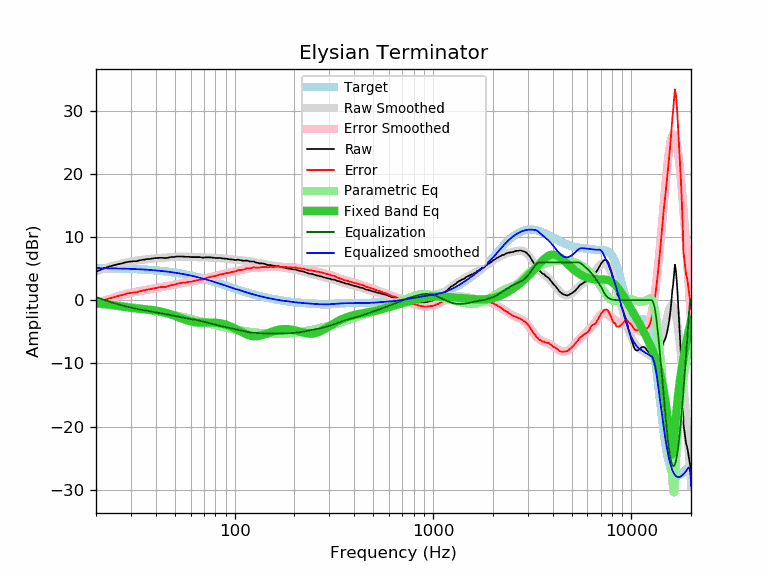 Elysian Terminator
Target
Raw Smoothed
Error Smoothed
Raw
Error
Parametric Eq
Fixed Band Eq
Equalization
Equalized smoothed
Amplitude (dBr)
30
20
10
0
−10
−20
−30
100
1000
10000
Frequency (Hz)